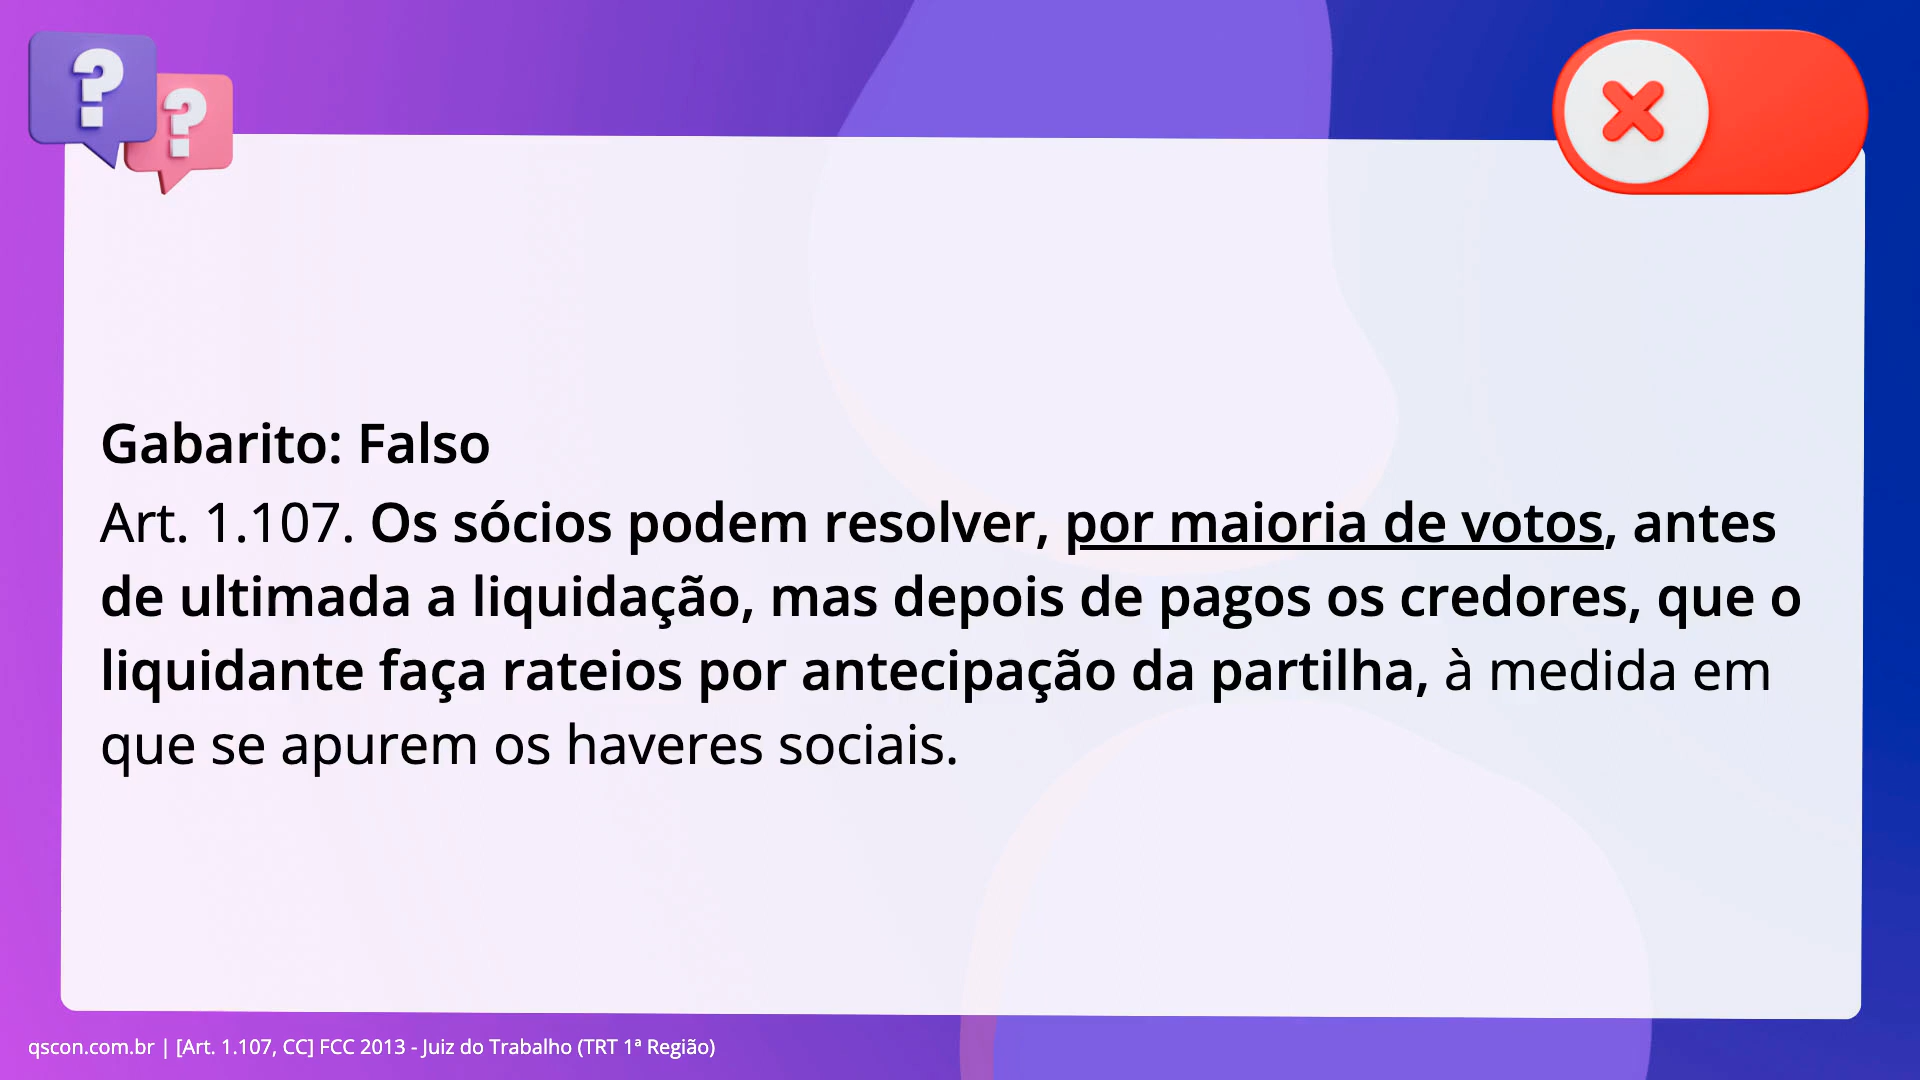 ?
?
Gabarito: Falso
Art. 1.107. Os sócios podem resolver, por maioria de votos, antes
de ultimada a liquidação, mas depois de pagos os credores, que o
liquidante faça rateios por antecipação da partilha, à medida em
que se apurem os haveres sociais.
qscon.com.br | [Art. 1.107, CC] FCC 2013 - Juiz do Trabalho (TRT 1ª Região)